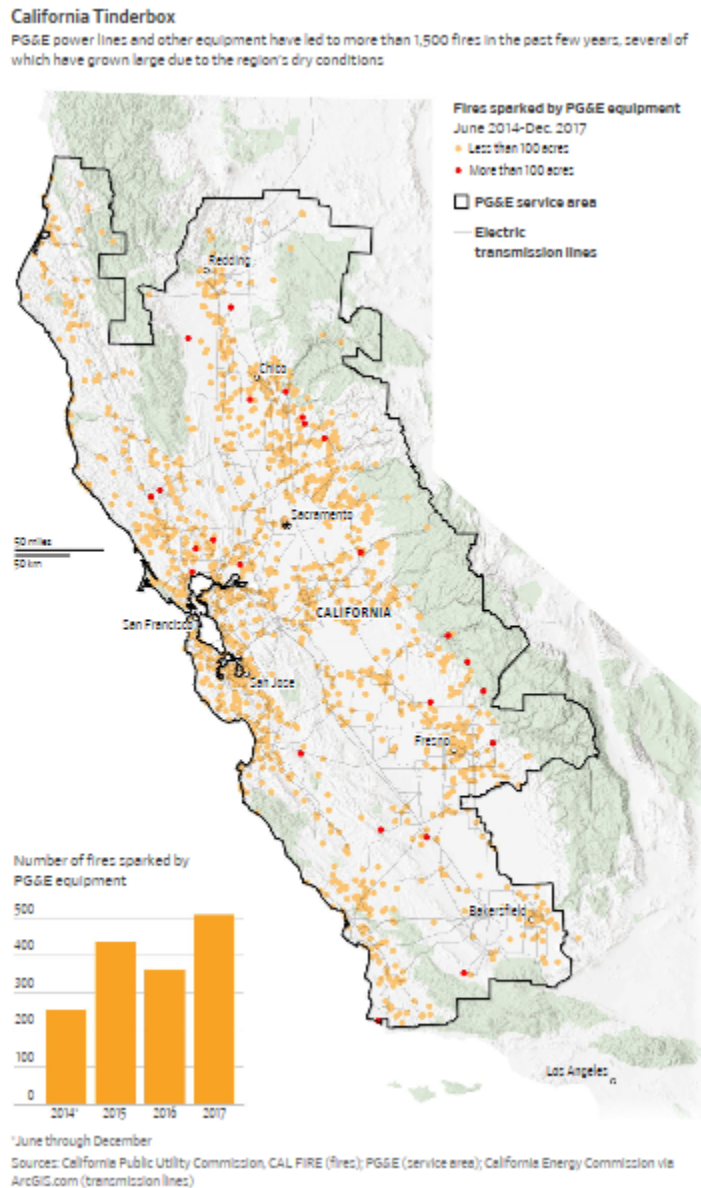 California Tinderbox
PG&E power lines and other equipment have led to more than 1,500 fires in the past few years, several of
which have grown large due to the region's dry conditions
Fires sparked by PG&E equipment
June 2014-Dec. 2017
Less than 100 acres
More than 100 acres
PG&E service area
Electric
transmission lines
Redding
Chico
Sacramento
50 miles
50 km
CALIFORNIA
San Francisco
San Jose
Fresno
Number of fires sparked by
PG&E equipment
Bakersfield
500
400
300
200
100
0
2014*
2015
2016
2017
Los Angeles
*June through December
Sources: California Public Utility Commission, CAL FIRE (fires); PG&E (service area); California Energy Commission via
ArcGIS.com (transmission lines)